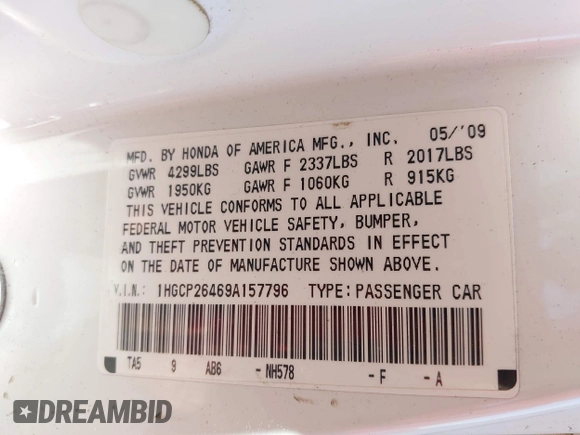 MFD. BY HONDA OF AMERICA MFG., INC. 05/'09
GVWR 4299LBS GAWR F 2337LBS R 2017LBS
GVWR 1950KG GAWR F 1060KG R 915KG
THIS VEHICLE CONFORMS TO ALL APPLICABLE
FEDERAL MOTOR VEHICLE SAFETY, BUMPER,
AND THEFT PREVENTION STANDARDS IN EFFECT
ON THE DATE OF MANUFACTURE SHOWN ABOVE.
V.I.N.: 1HGCP26469A157796 TYPE:PASSENGER CAR
TA5 9 AB6 -NH578 -F -A
DREAMBID